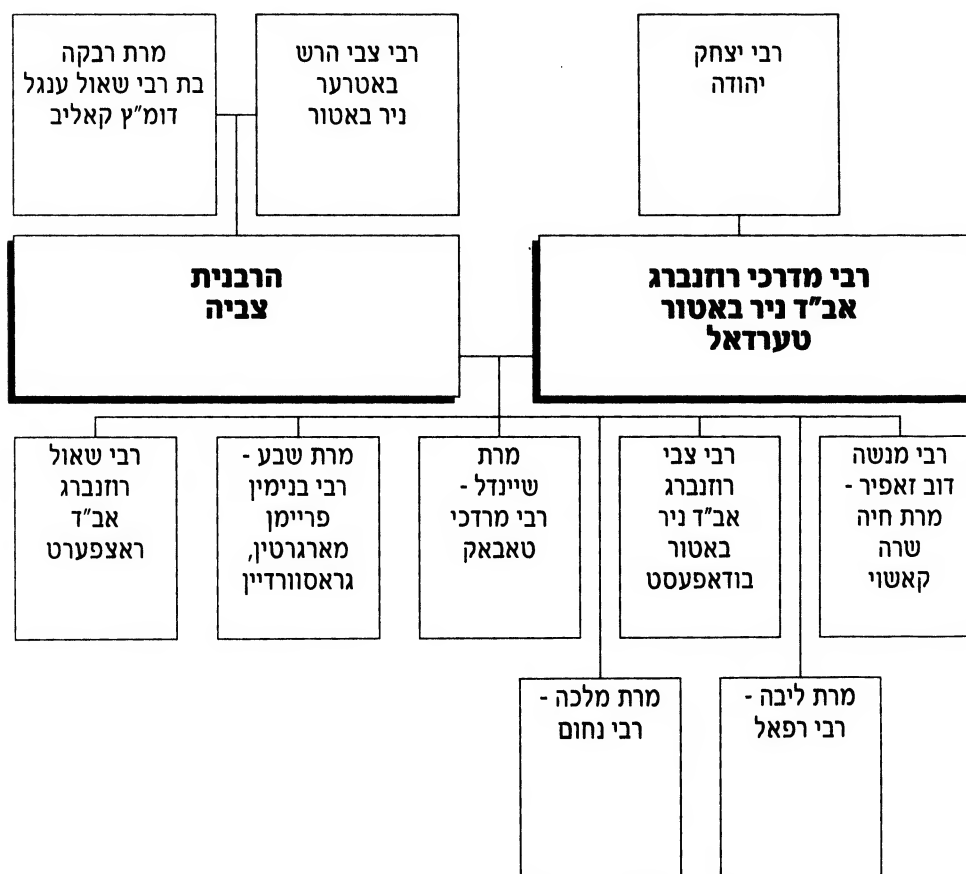 רבי יצחק
יהודה
רבי צבי הרש
באטרער
ניר באטור
מרת רבקה
בת רבי שאול ענגל
דומ"ץ קאליב
רבי מדרכי רוזנברג
אב"ד ניר באטור
טערדאל
הרבנית
צביה
רבי מנשה
דוב זאפיר -
מרת חיה
שרה
קאשוי
רבי צבי
רוזנברג
אב"ד ניר
באטור
בודאפעסט
מרת
שיינדל -
רבי מרדכי
טאבאק
מרת שבע -
רבי בנימין
פריימן
מארגרטין,
גראסוורדיין
רבי שאול
רוזנברג
אב"ד
ראצפערט
מרת ליבה -
רבי רפאל
מרת מלכה -
רבי נחום